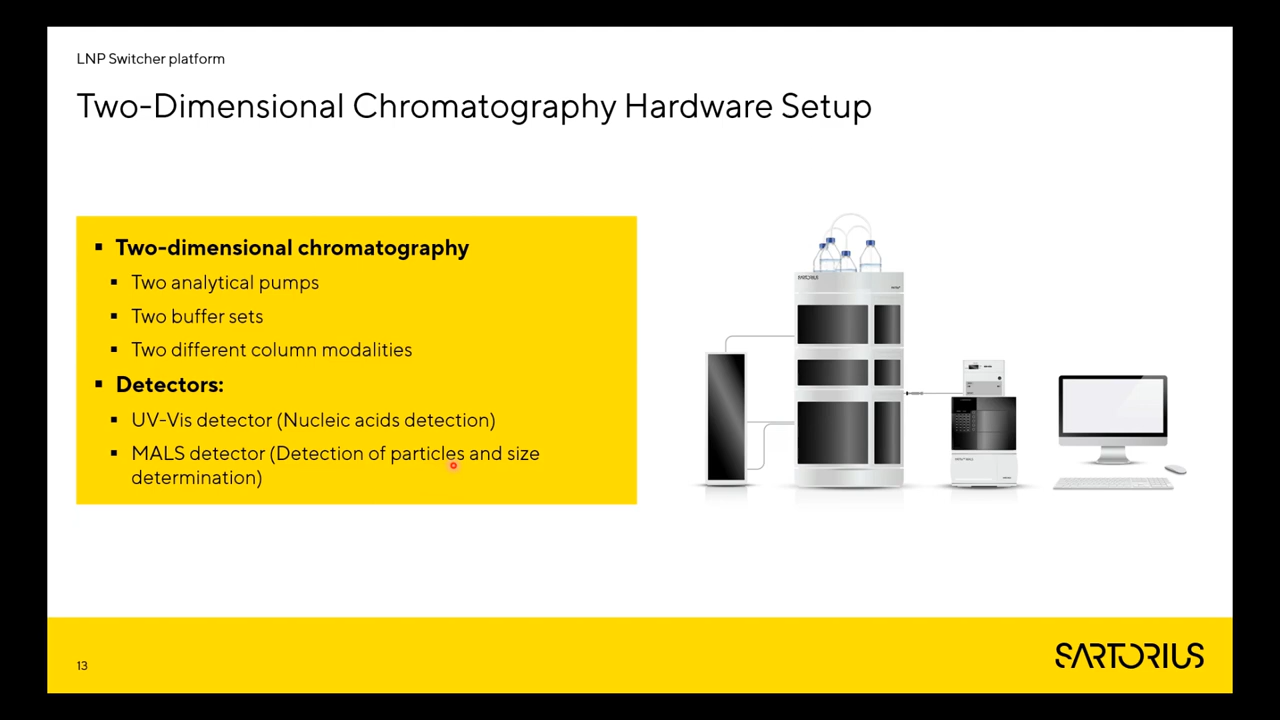 LNP Switcher platform
Two-Dimensional Chromatography Hardware Setup
▪ Two-dimensional chromatography
▪ Two analytical pumps
▪ Two buffer sets
▪ Two different column modalities
▪ Detectors:
▪ UV-Vis detector (Nucleic acids detection)
▪ MALS detector (Detection of particles and size
determination)
SARTORIUS
13
SARTORIUS